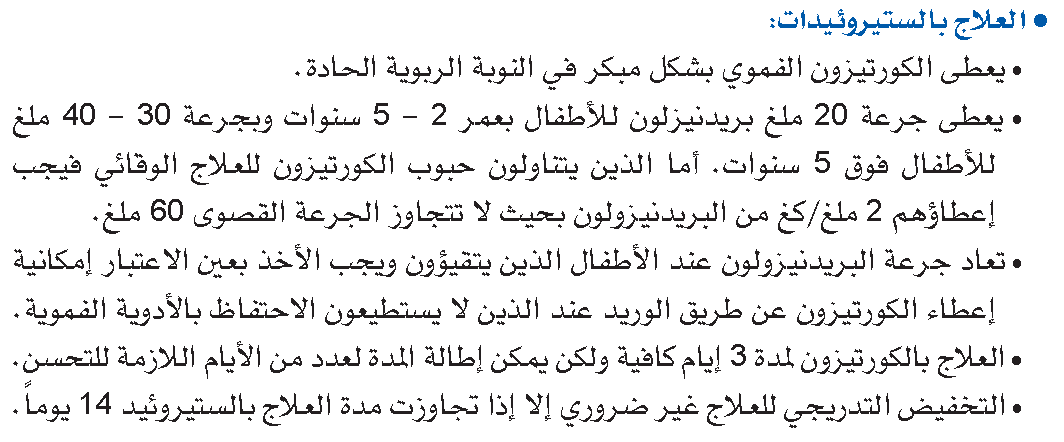 • العلاج بالستيروئيدات:
• يعطى الكورتيزون الفموي بشكل مبكر في النوبة الربوية الحادة.
• يعطى جرعة 20 ملغ بريدنيزلون للأطفال بعمر 2 – 5 سنوات وبجرعة 30 – 40 ملغ
للأطفال فوق 5 سنوات. أما الذين يتناولون حبوب الكورتيزون للعلاج الوقائي فيجب
إعطاؤهم 2 ملغ/كغ من البريدنيزولون بحيث لا تتجاوز الجرعة القصوى 60 ملغ.
• تعاد جرعة البريدنيزولون عند الأطفال الذين يتقيؤون ويجب الأخذ بعين الاعتبار إمكانية
إعطاء الكورتيزون عن طريق الوريد عند الذين لا يستطيعون الاحتفاظ بالأدوية الفموية.
• العلاج بالكورتيزون لمدة 3 إيام كافية ولكن يمكن إطالة المدة لعدد من الأيام اللازمة للتحسن.
• التخفيض التدريجي للعلاج غير ضروري إلا إذا تجاوزت مدة العلاج بالستيروئيد 14 يوماً.